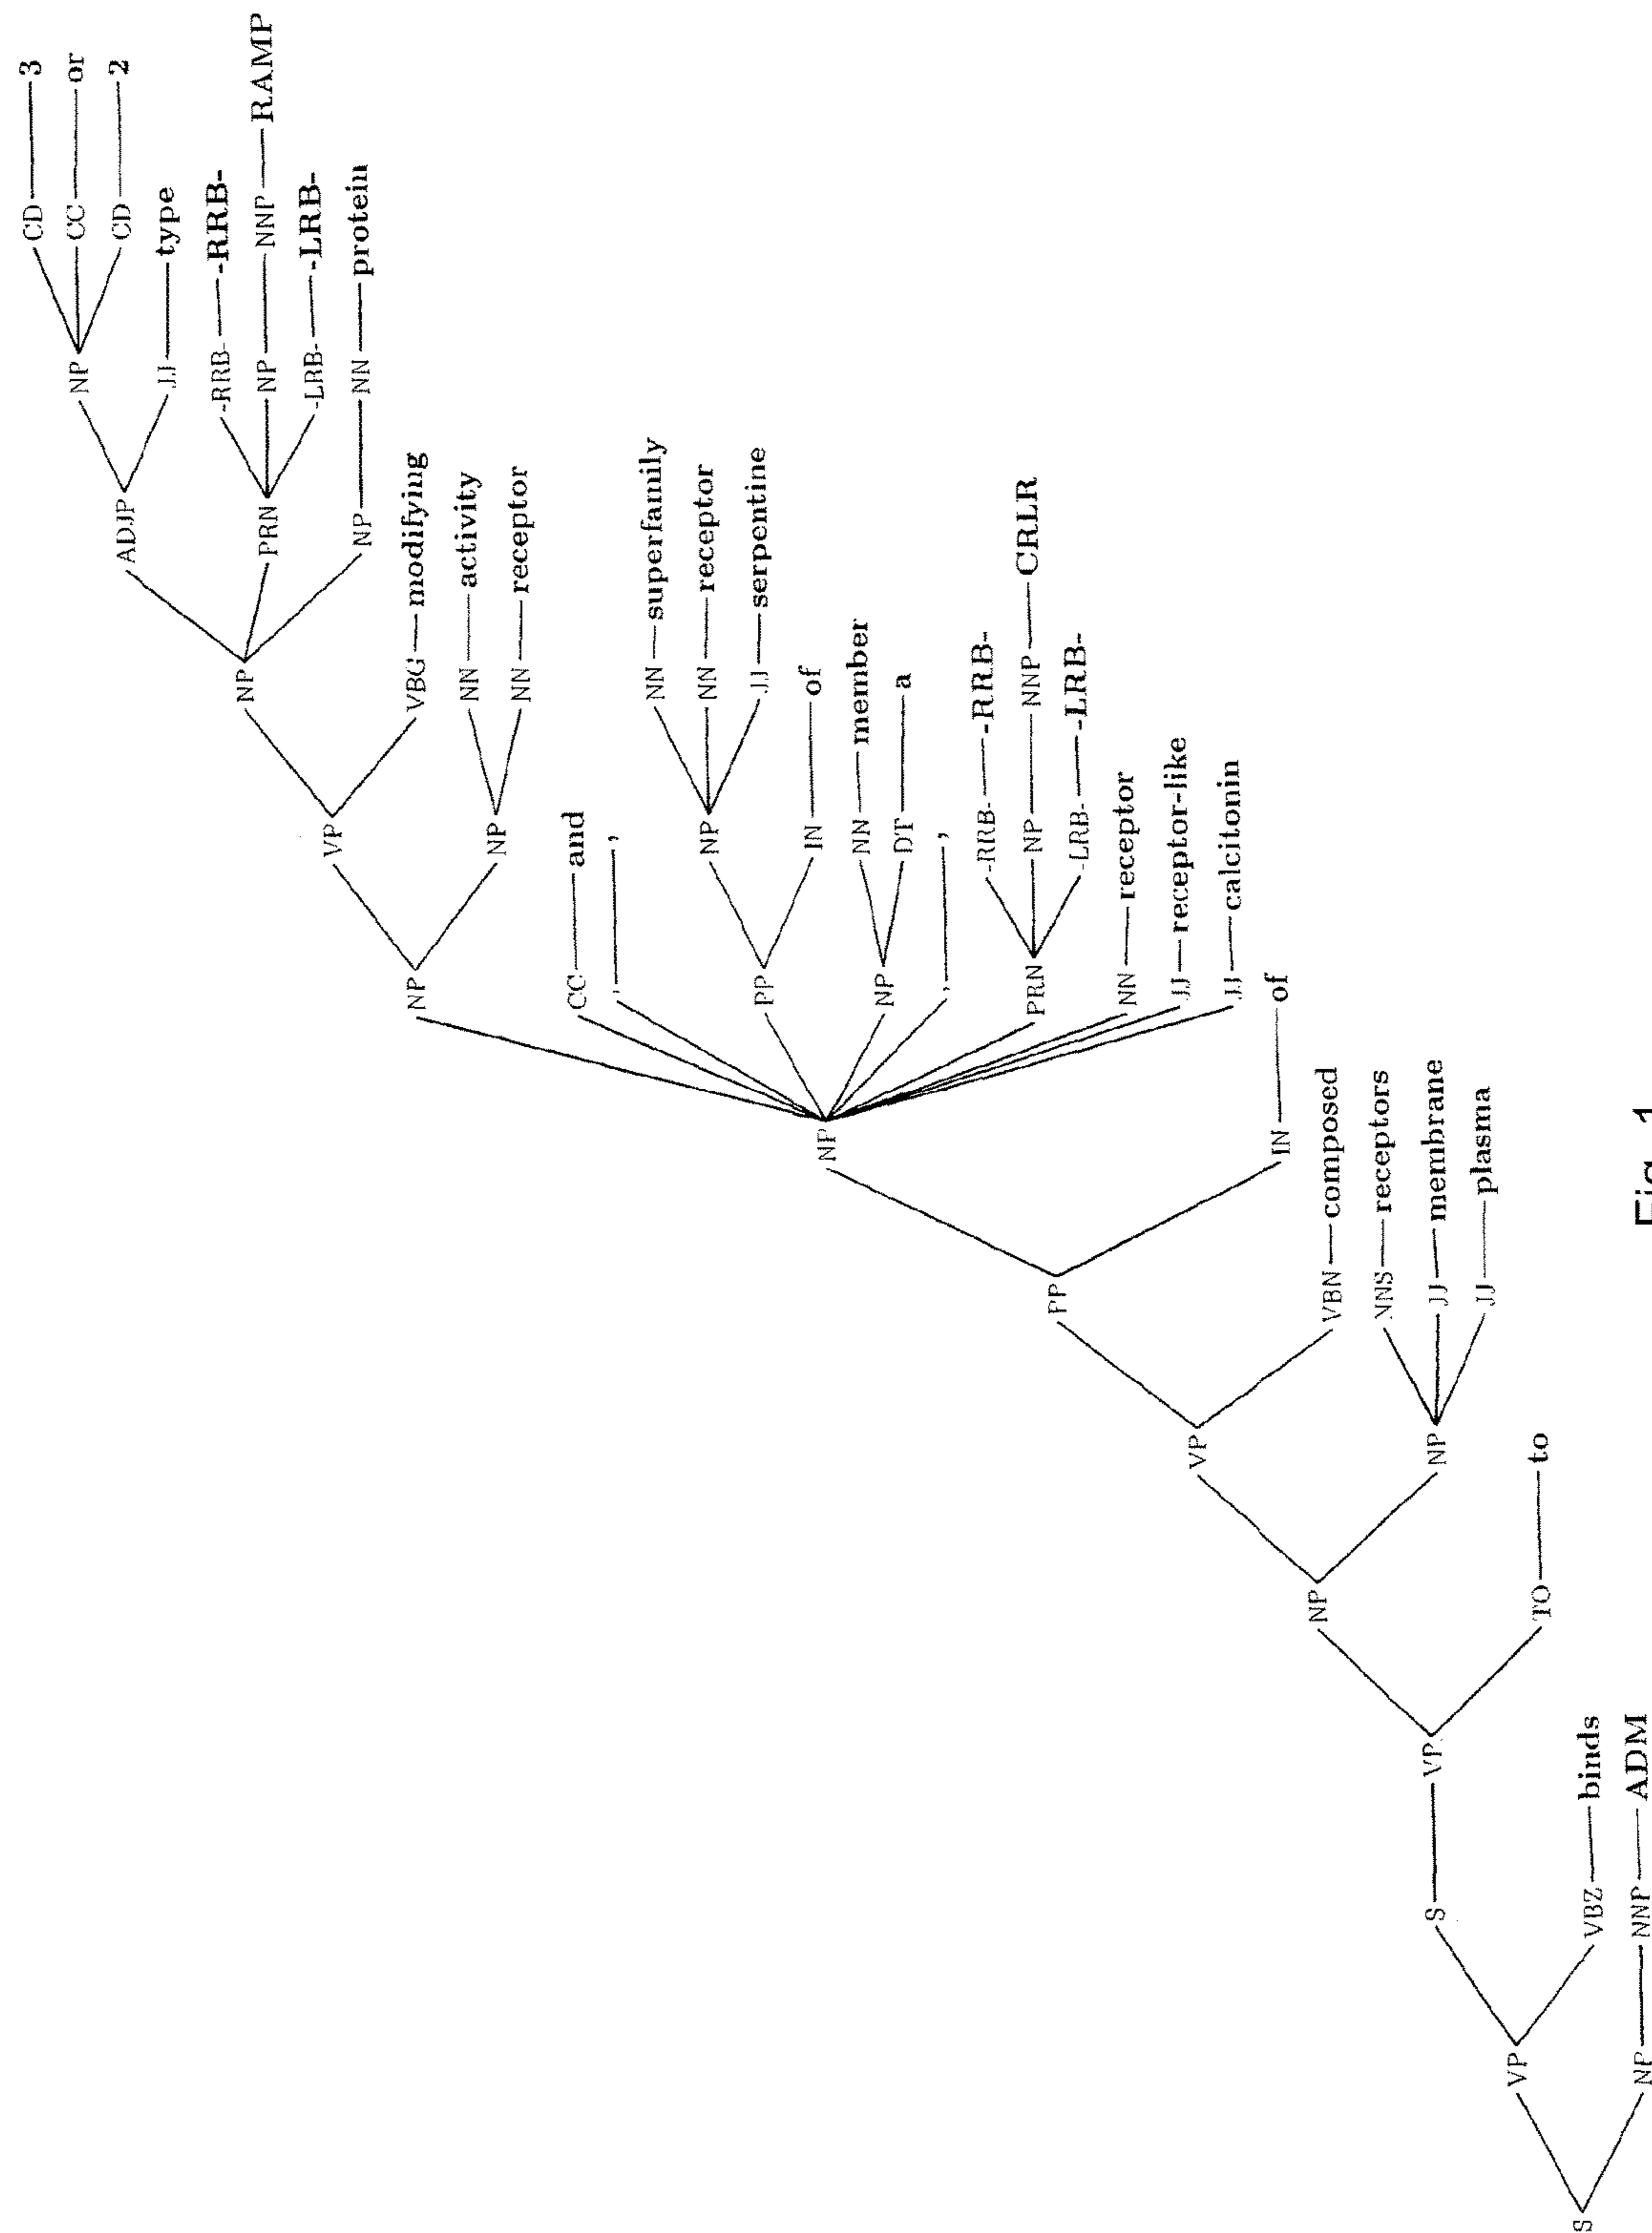 CD 3
NP CC or
ADJP CD 2
JJ type
-RRB- -RRB-
NP
PRN NP NNP RAMP
-LRB- -LRB-
VP
NP NN protein
NP VBG modifying
NN activity
NP
NN receptor
CC and
, ,
NN superfamily
NP NN receptor
PP JJ serpentine
IN of
NP
NN member
NP
DT a
, ,
-RRB- -RRB-
PRN NP NNP CRLR
PP
-LRB- -LRB-
NN receptor
JJ receptor-like
VP
JJ calcitonin
IN of
NP
VBN composed
NNS receptors
S VP NP JJ membrane
JJ plasma
VP
TO to
S
VBZ binds
NP NNP ADM
Fig. 1